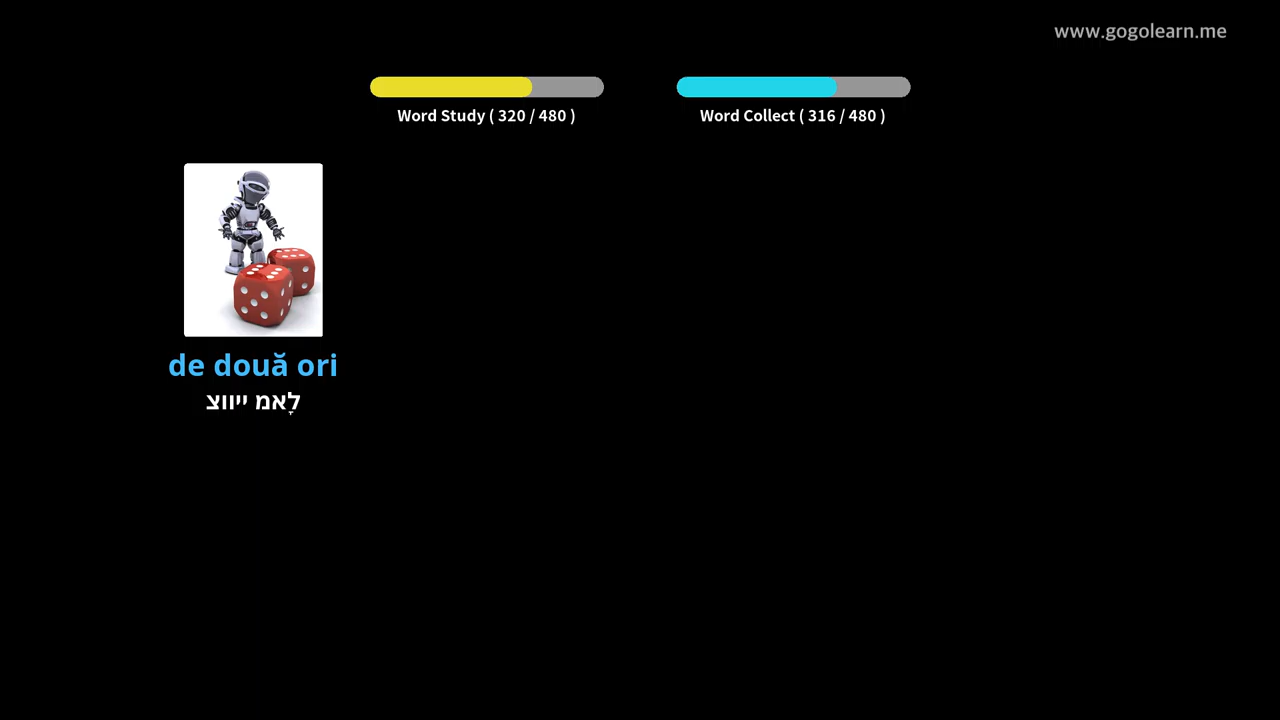 www.gogolearn.me
Word Study ( 320 / 480 )
Word Collect ( 316 / 480 )
de două ori
לָאמ ייווצ